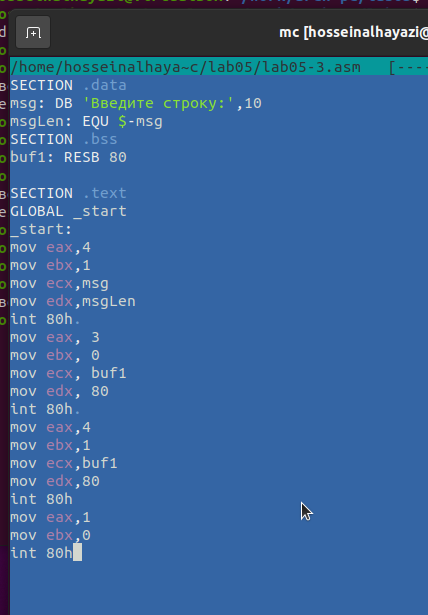 mc [hosseinalhayazi@
/home/hosseinalhaya~c/lab05/lab05-3.asm [----
SECTION .data
msg: DB 'Введите строку:',10
msgLen: EQU $-msg
SECTION .bss
buf1: RESB 80
SECTION .text
GLOBAL _start
_start:
mov eax,4
mov ebx,1
mov ecx,msg
mov edx,msgLen
int 80h.
mov eax, 3
mov ebx, 0
mov ecx, buf1
mov edx, 80
int 80h.
mov eax,4
mov ebx,1
mov ecx,buf1
mov edx,80
int 80h
mov eax,1
mov ebx,0
int 80h